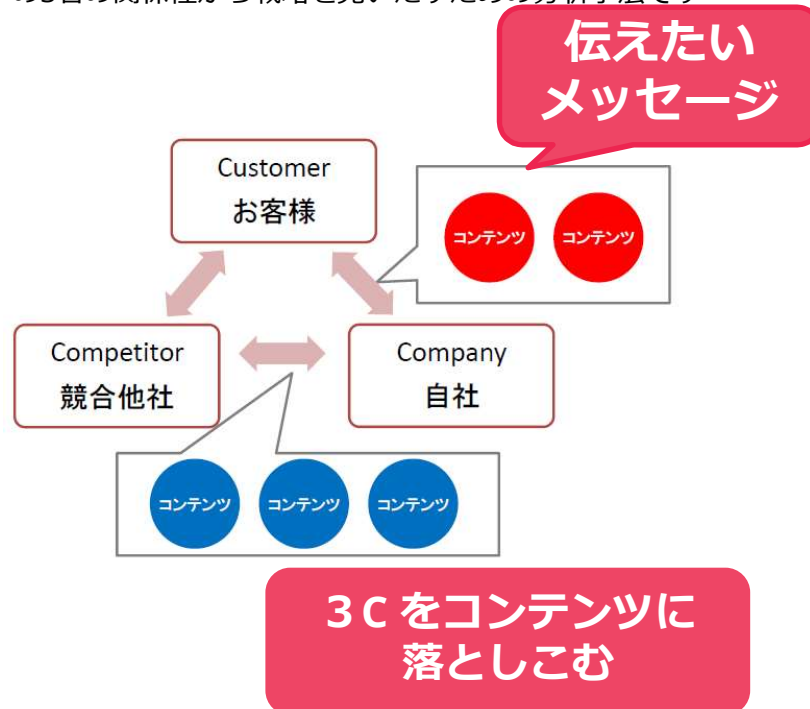 伝えたい
メッセージ
Customer
お客様
コンテンツ コンテンツ
Competitor
競合他社
Company
自社
コンテンツ コンテンツ コンテンツ
3Cをコンテンツに
落としこむ